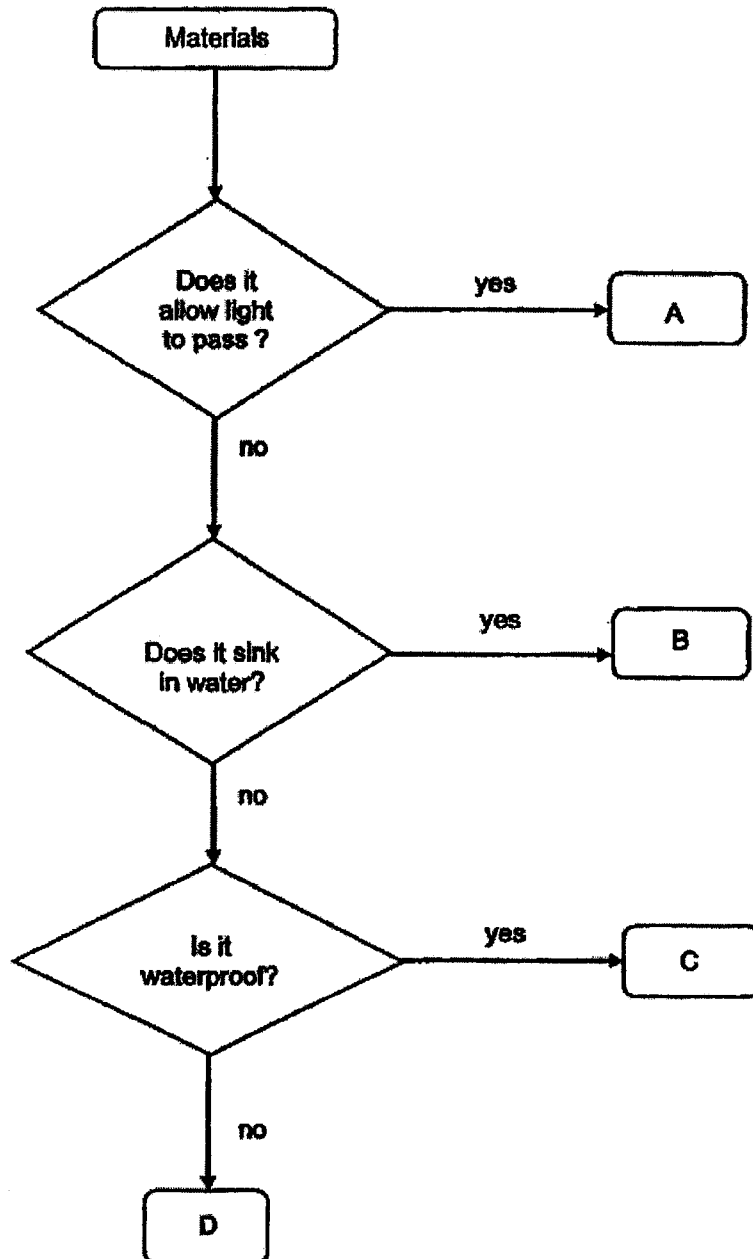 Materials
Does it
allow light
to pass ?
yes
A
no
Does it sink
in water?
yes
B
no
Is it
waterproof?
yes
C
no
D